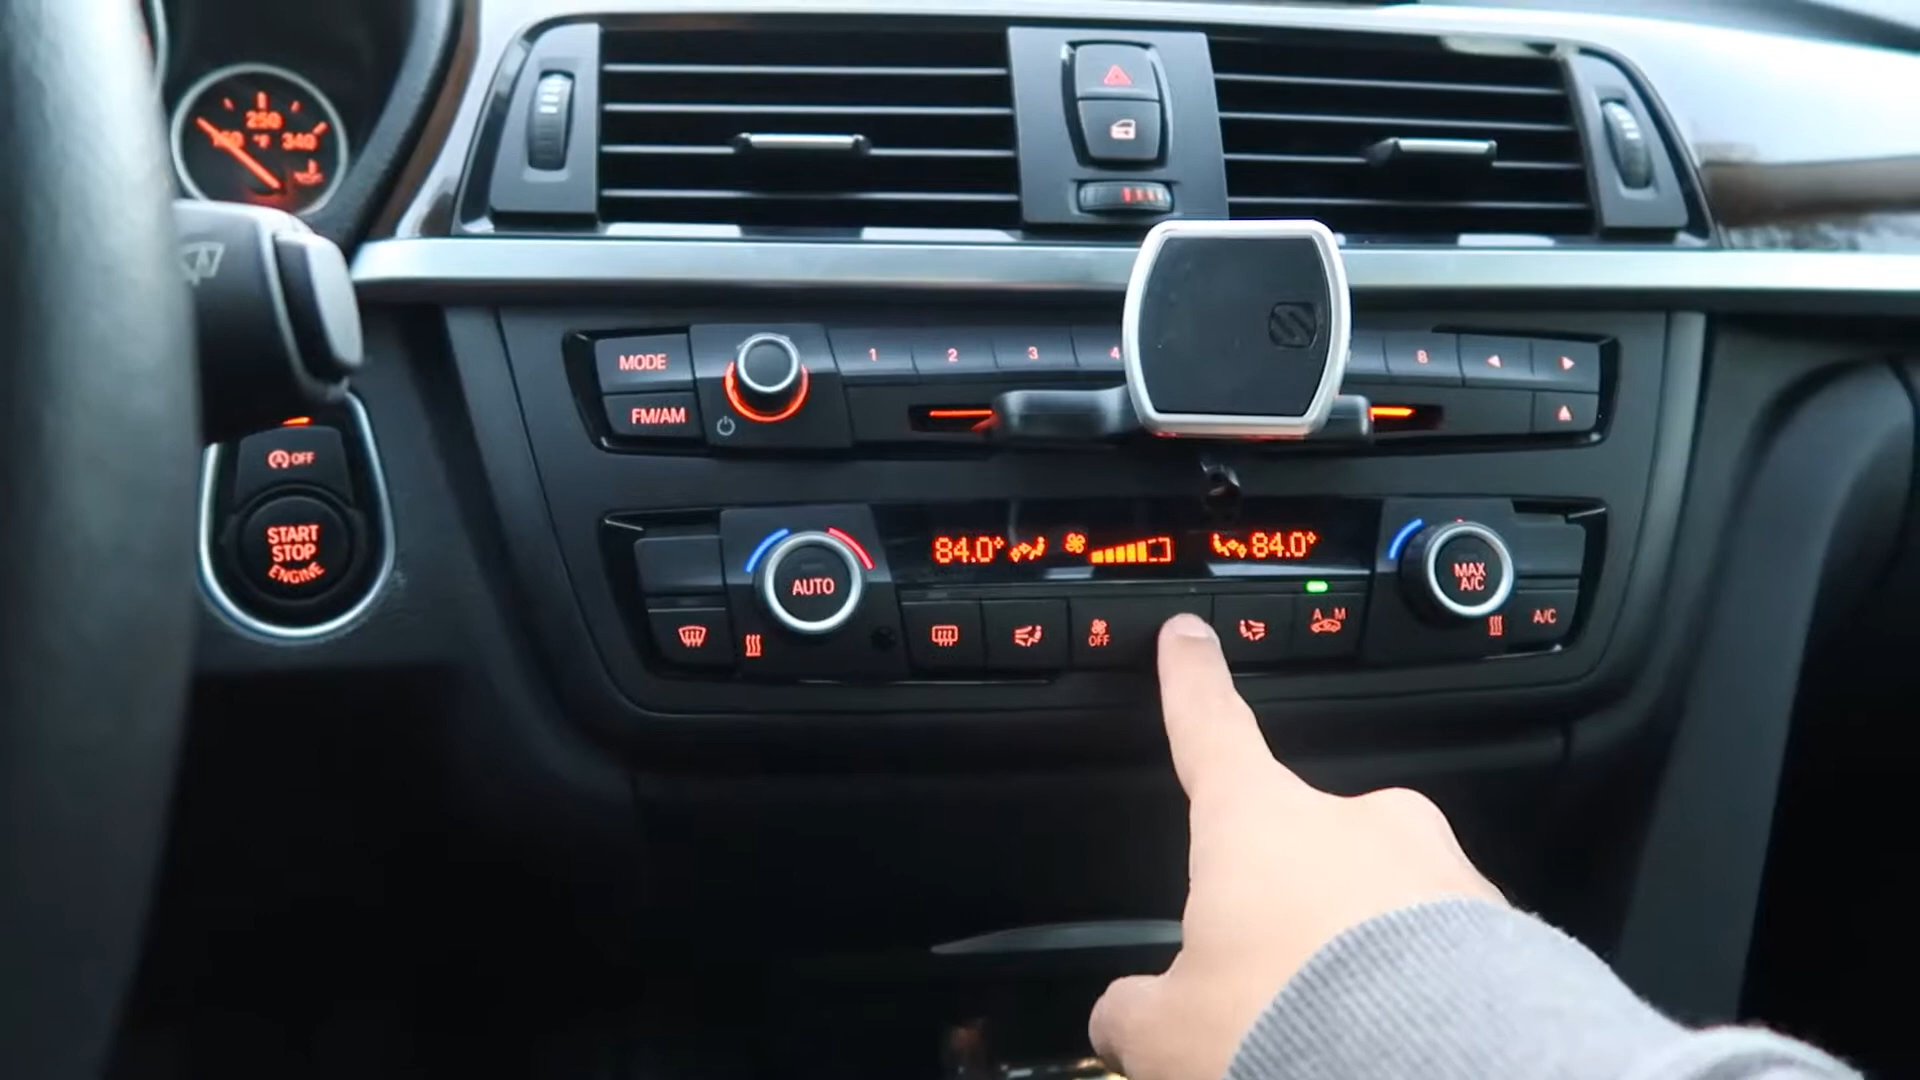 250
340
°F
MODE
1
2
3
4
8
FM/AM
OFF
START
STOP
ENGINE
84.0°
84.0°
AUTO
MAX
A/C
OFF
A M
A/C